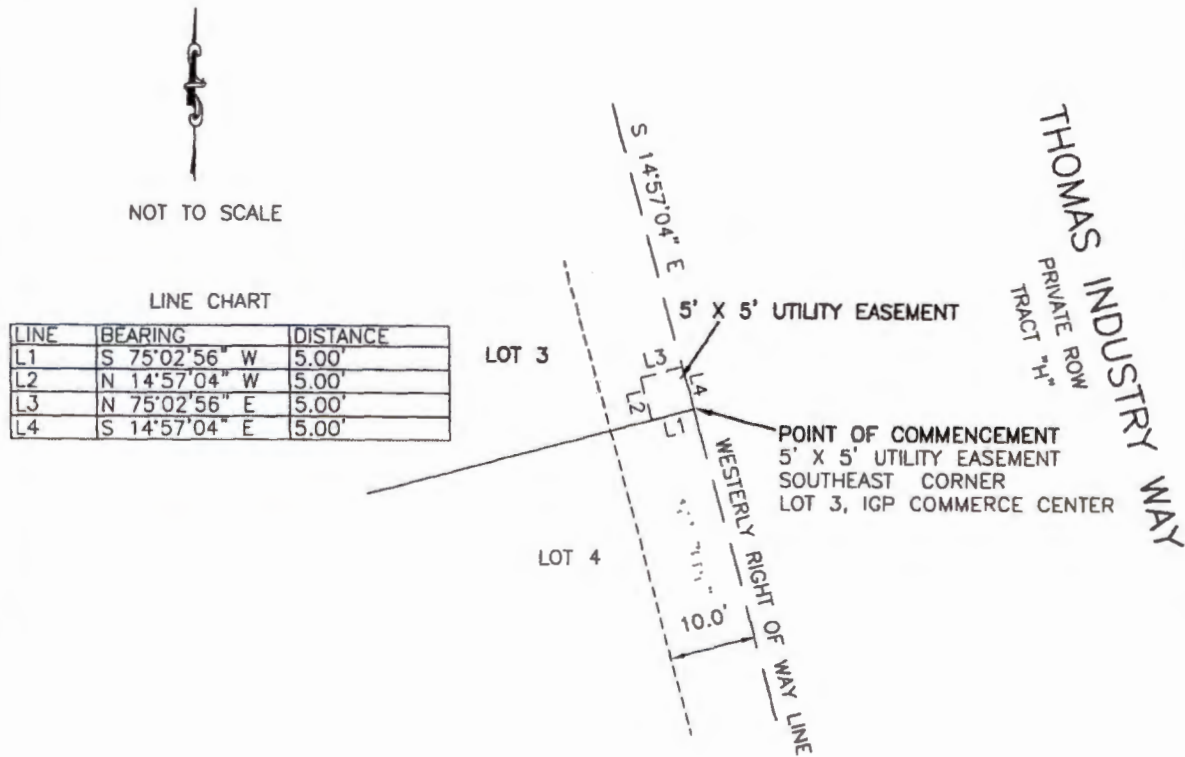 NOT TO SCALE
LINE CHART
LINE BEARING DISTANCE
L1 S 75°02'56" W 5.00'
L2 N 14°57'04" W 5.00'
L3 N 75°02'56" E 5.00'
L4 S 14°57'04" E 5.00'
S 14°57'04" E
5' X 5' UTILITY EASEMENT
LOT 3
L3
L4
L2
L1
POINT OF COMMENCEMENT
5' X 5' UTILITY EASEMENT
SOUTHEAST CORNER
LOT 3, IGP COMMERCE CENTER
LOT 4
10.0'
WESTERLY RIGHT OF WAY LINE
THOMAS INDUSTRY WAY
PRIVATE ROW
TRACT "H"